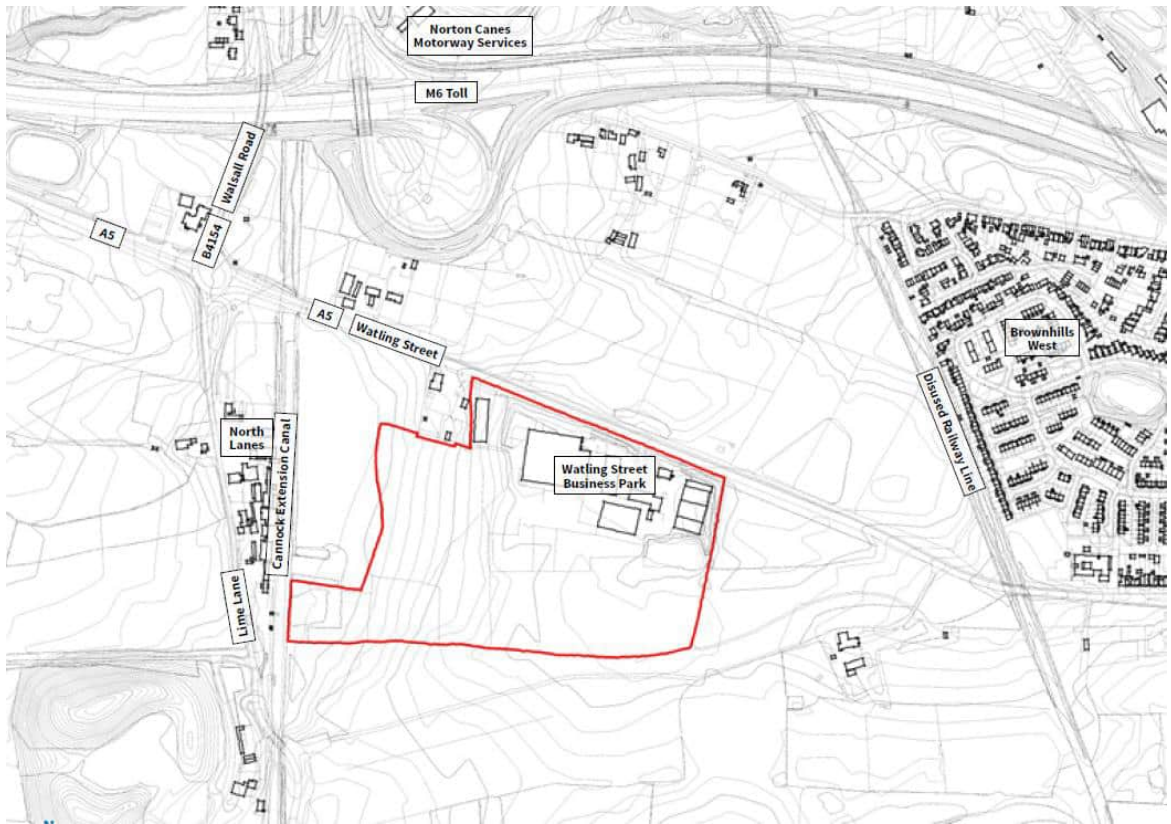 Norton Canes
Motorway Services
M6 Toll
Walsall Road
B4154
A5
A5
Watling Street
Brownhills
West
Disused Railway Line
North
Lanes
Cannock Extension Canal
Watling Street
Business Park
Lime Lane